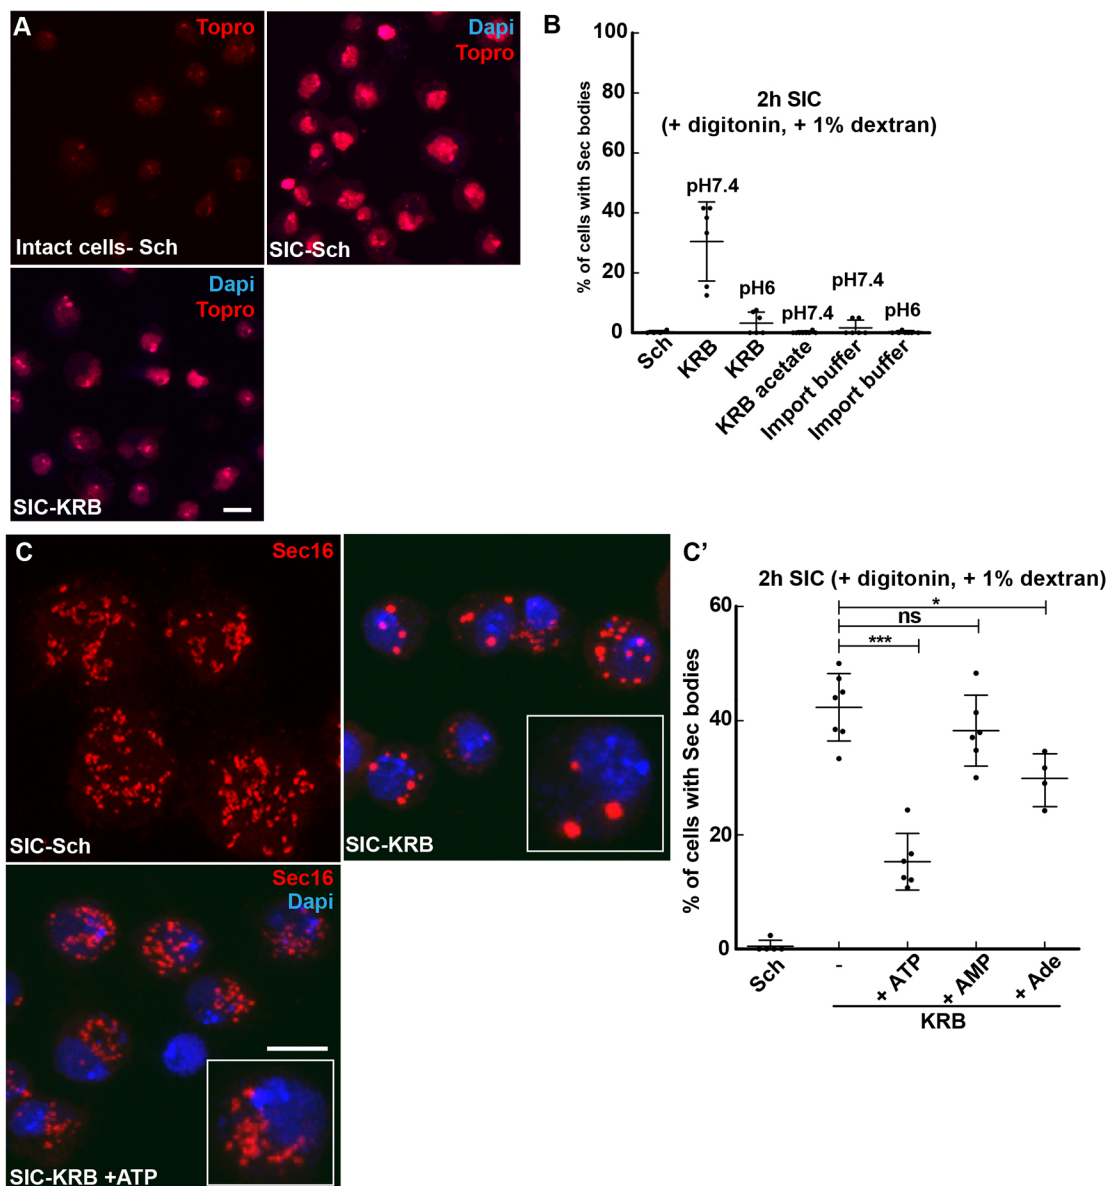 A
Topro
Intact cells- Sch
Dapi
Topro
SIC-Sch
Dapi
Topro
SIC-KRB
B
100
80
60
40
20
0
% of cells with Sec bodies
2h SIC
(+ digitonin, + 1% dextran)
pH7.4
pH6
pH7.4
pH7.4
pH6
Sch
KRB
KRB
KRB acetate
Import buffer
Import buffer
C
Sec16
SIC-Sch
SIC-KRB
Sec16
Dapi
SIC-KRB +ATP
C'
2h SIC (+ digitonin, + 1% dextran)
60
40
20
0
% of cells with Sec bodies
*
ns
***
Sch
-
+ ATP
+ AMP
+ Ade
KRB